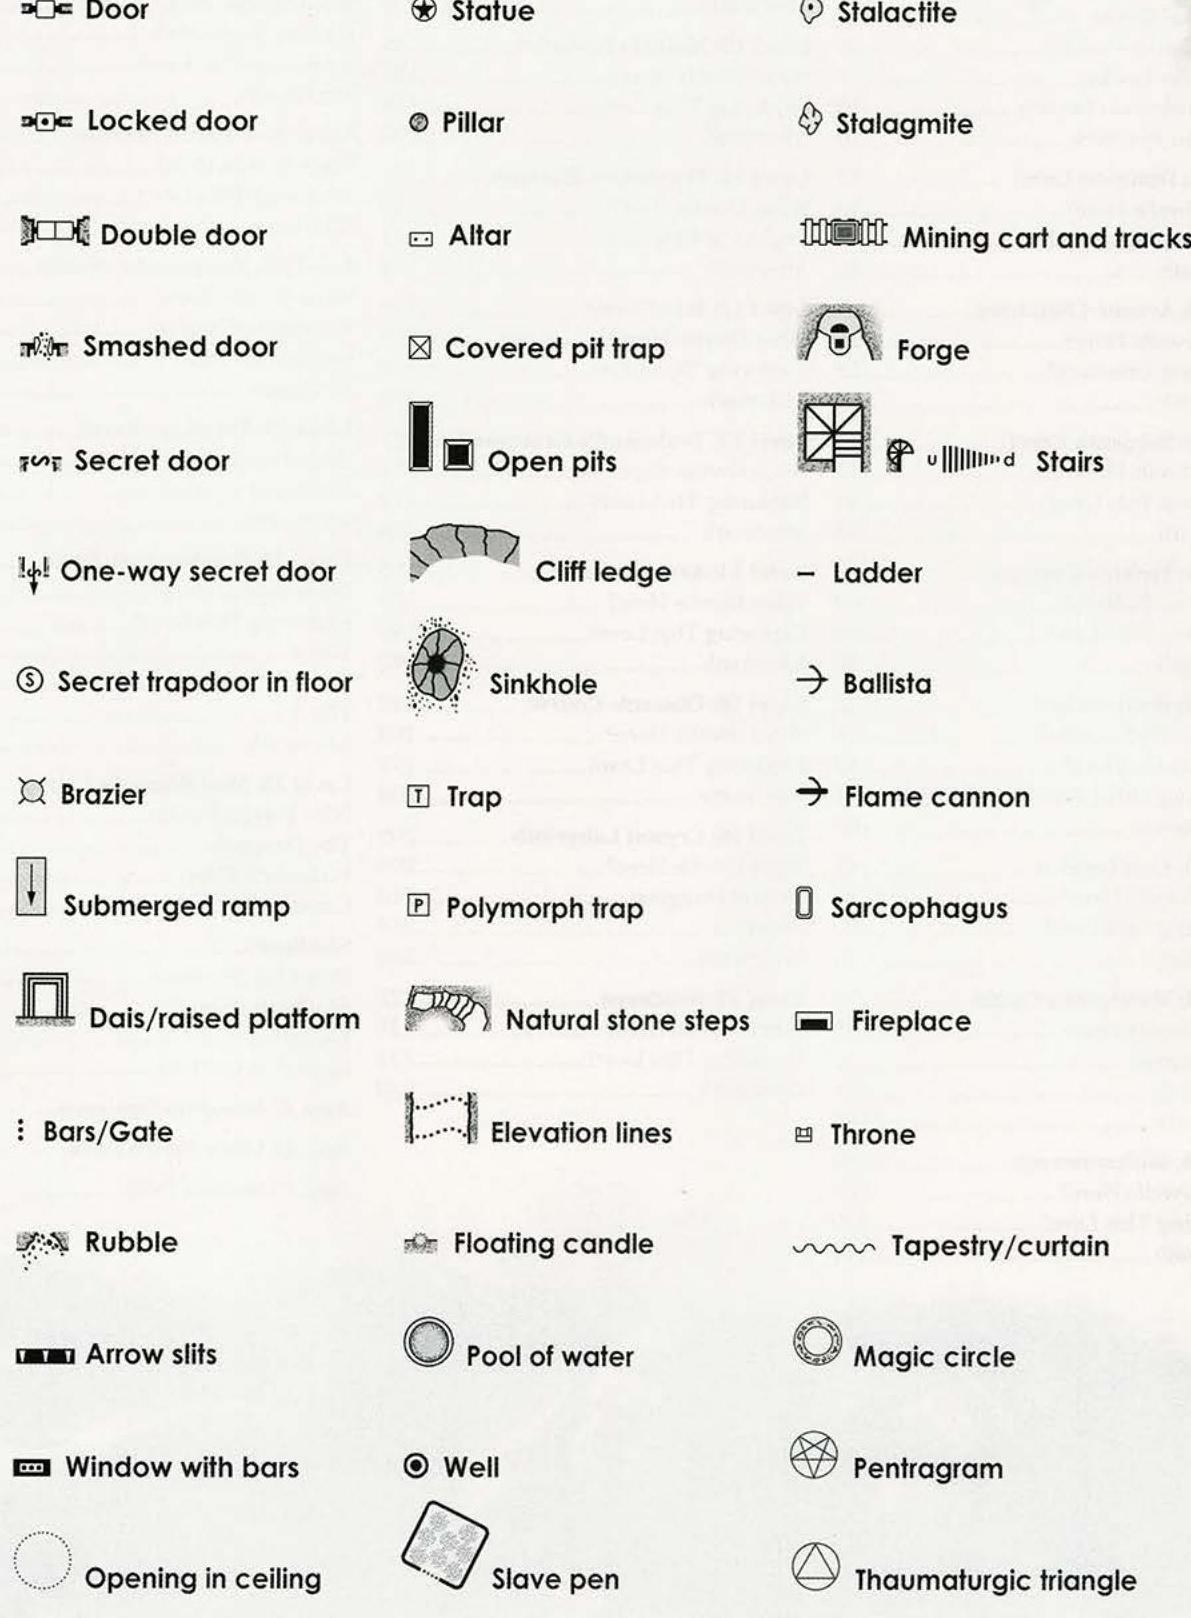 Door
Locked door
Double door
Smashed door
Secret door
One-way secret door
S Secret trapdoor in floor
Brazier
Submerged ramp
Dais/raised platform
Bars/Gate
Rubble
Arrow slits
Window with bars
Opening in ceiling
Statue
Pillar
Altar
Covered pit trap
Open pits
Cliff ledge
Sinkhole
T Trap
P Polymorph trap
Natural stone steps
Elevation lines
Floating candle
Pool of water
Well
Slave pen
Stalactite
Stalagmite
Mining cart and tracks
Forge
u d Stairs
Ladder
Ballista
Flame cannon
Sarcophagus
Fireplace
Throne
Tapestry/curtain
Magic circle
Pentragram
Thaumaturgic triangle